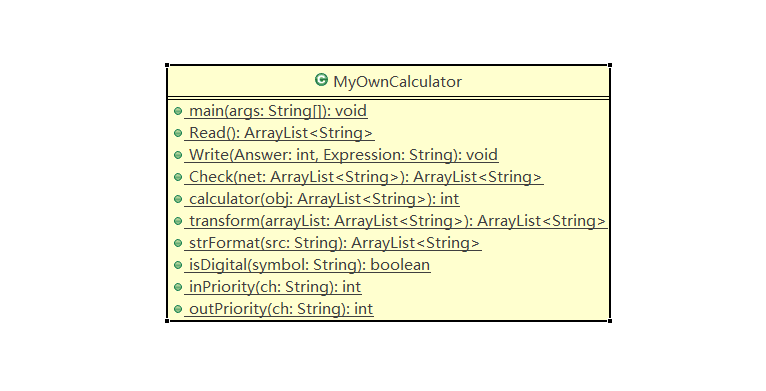 MyOwnCalculator
main(args: String[]): void
Read(): ArrayList<String>
Write(Answer: int, Expression: String): void
Check(net: ArrayList<String>): ArrayList<String>
calculator(obj: ArrayList<String>): int
transform(arrayList: ArrayList<String>): ArrayList<String>
strFormat(src: String): ArrayList<String>
isDigital(symbol: String): boolean
inPriority(ch: String): int
outPriority(ch: String): int